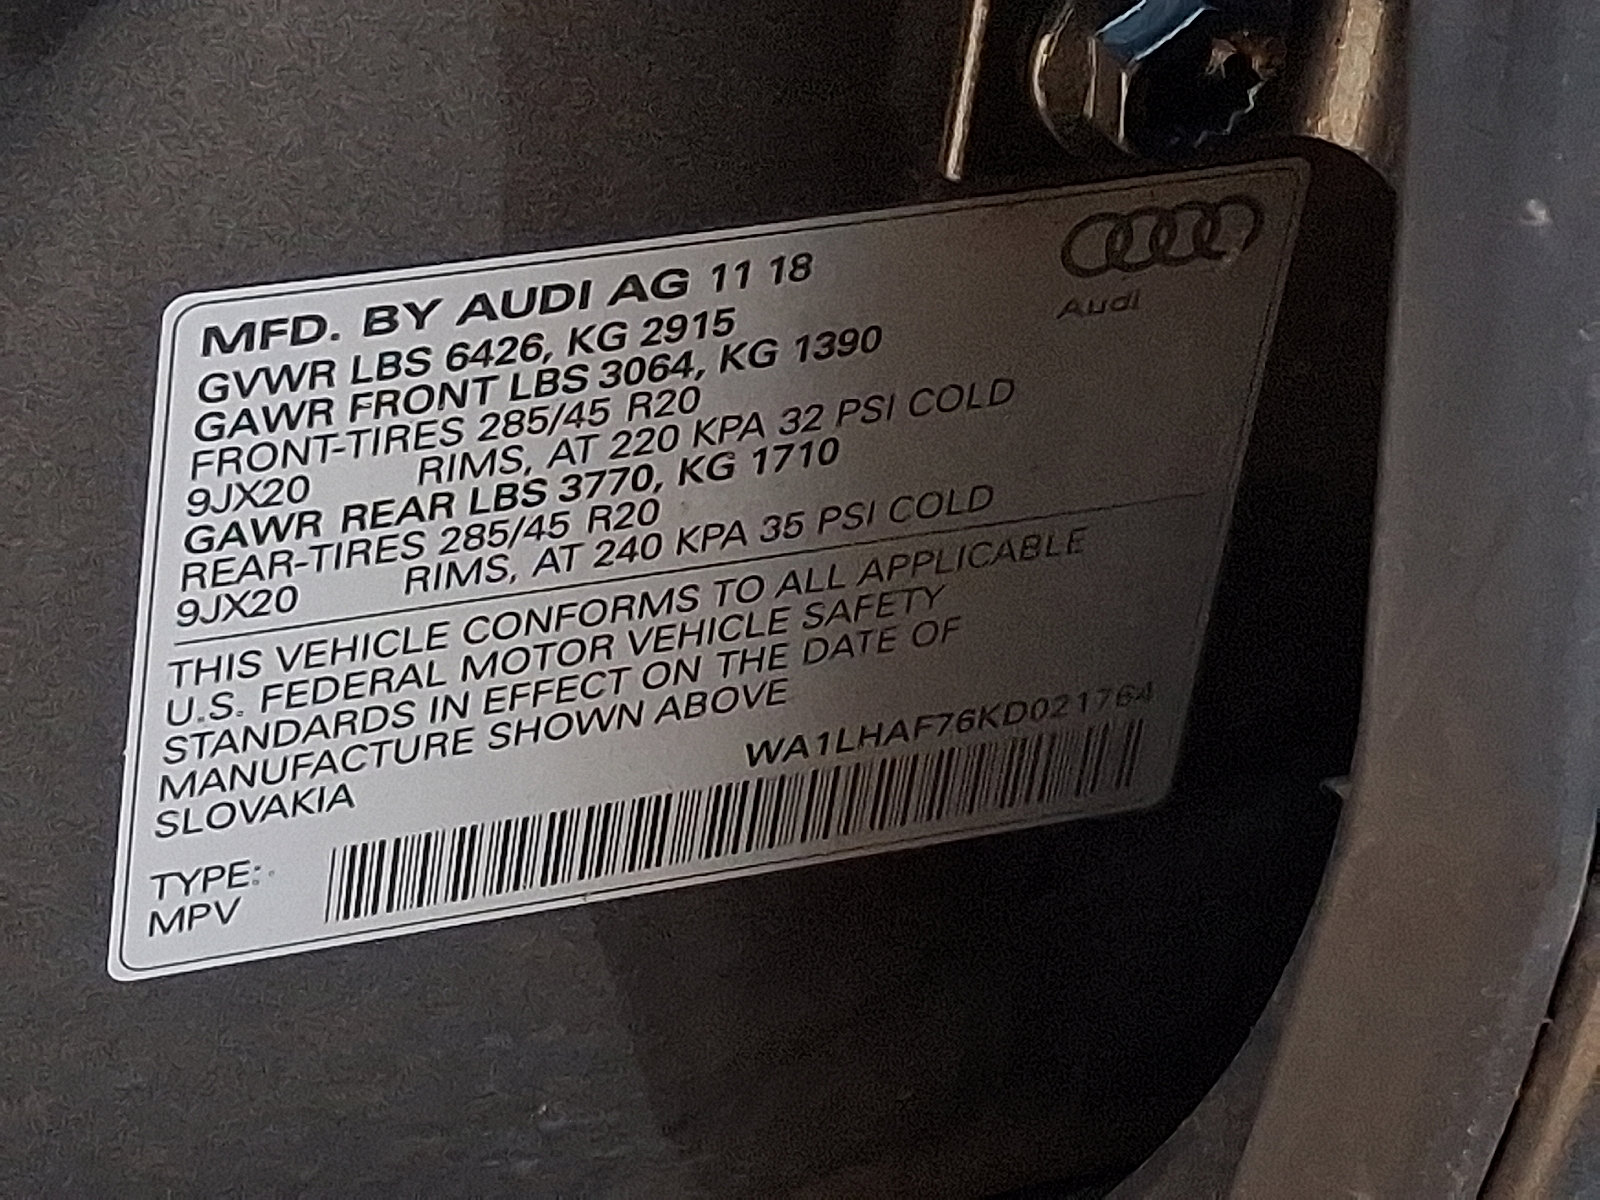 MFD. BY AUDI AG 11 18
Audi
GVWR LBS 6426, KG 2915
GAWR FRONT LBS 3064, KG 1390
FRONT-TIRES 285/45 R20
9JX20 RIMS, AT 220 KPA 32 PSI COLD
GAWR REAR LBS 3770, KG 1710
REAR-TIRES 285/45 R20
9JX20 RIMS, AT 240 KPA 35 PSI COLD
THIS VEHICLE CONFORMS TO ALL APPLICABLE
U.S. FEDERAL MOTOR VEHICLE SAFETY
STANDARDS IN EFFECT ON THE DATE OF
MANUFACTURE SHOWN ABOVE
SLOVAKIA
WA1LHAF76KD021764
TYPE:
MPV